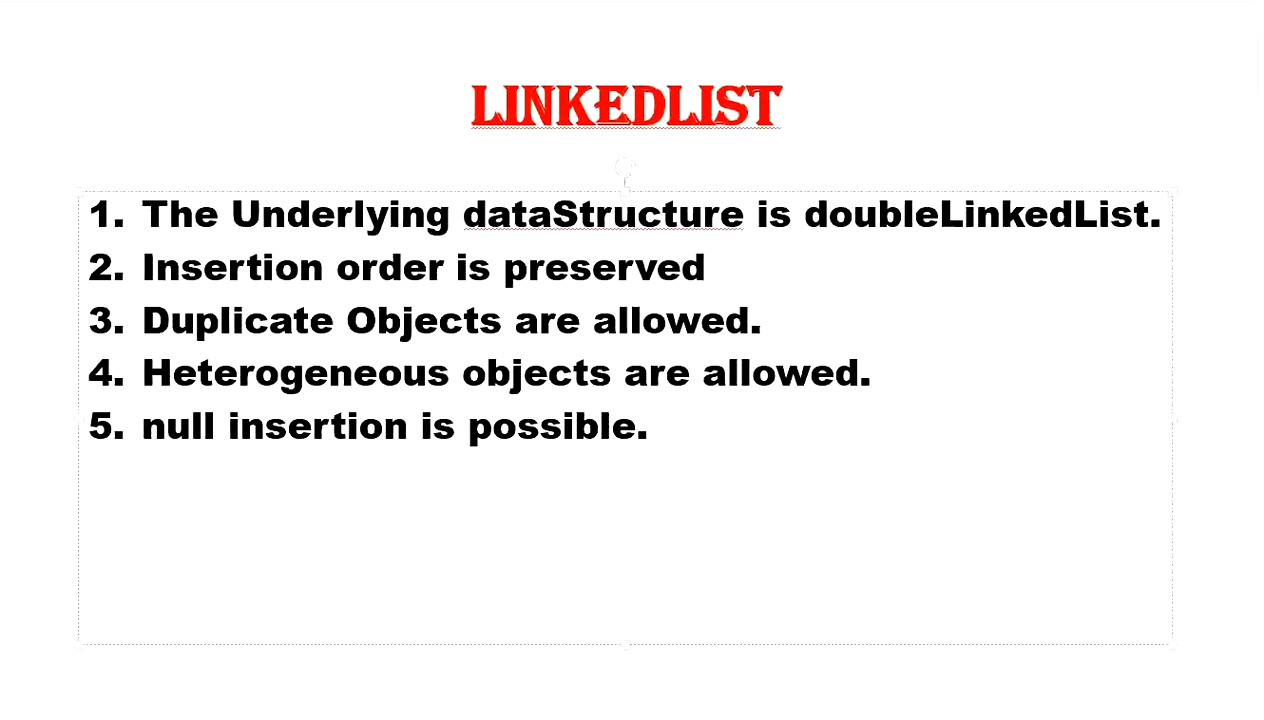 LINKEDLIST
1. The Underlying dataStructure is doubleLinkedList.
2. Insertion order is preserved
3. Duplicate Objects are allowed.
4. Heterogeneous objects are allowed.
5. null insertion is possible.